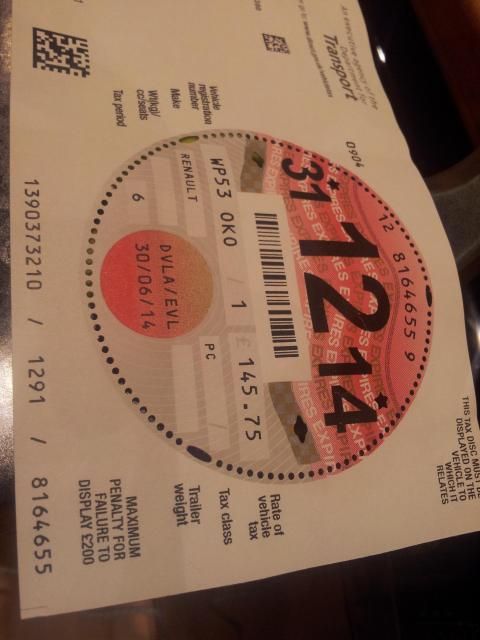 An executive agency of the
Department for
Transport
0904
Vehicle
registration
number
Make
Wt(kg)/
cc/seats
Tax period
12 8164655 9
31 12 14
WP53 OKO / 1
RENAULT
6
£ 145.75
PC
DVLA/EVL
30/06/14
Rate of
vehicle
tax
Tax class
Trailer
weight
THIS TAX DISC MUST BE
DISPLAYED ON THE
VEHICLE TO
WHICH IT
RELATES
MAXIMUM
PENALTY FOR
FAILURE TO
DISPLAY £200
1390373210 / 1291 / 8164655